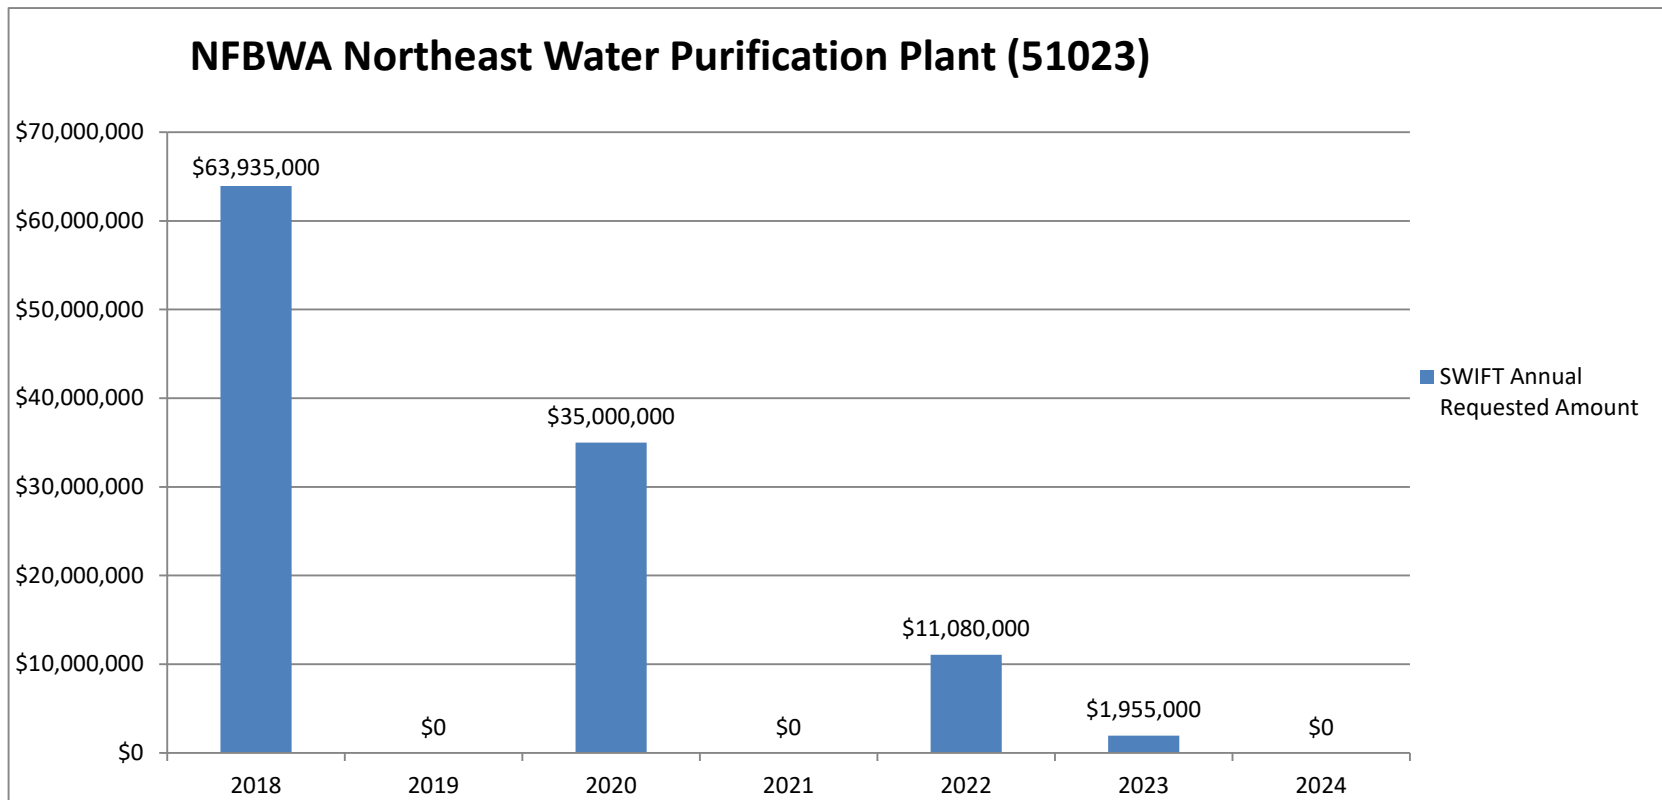 NFBWA Northeast Water Purification Plant (51023)
$70,000,000
$63,935,000
$60,000,000
$50,000,000
$40,000,000
$35,000,000
$30,000,000
$20,000,000
$11,080,000
$10,000,000
$1,955,000
$0 $0 $0
$0
2018 2019 2020 2021 2022 2023 2024
SWIFT Annual
Requested Amount